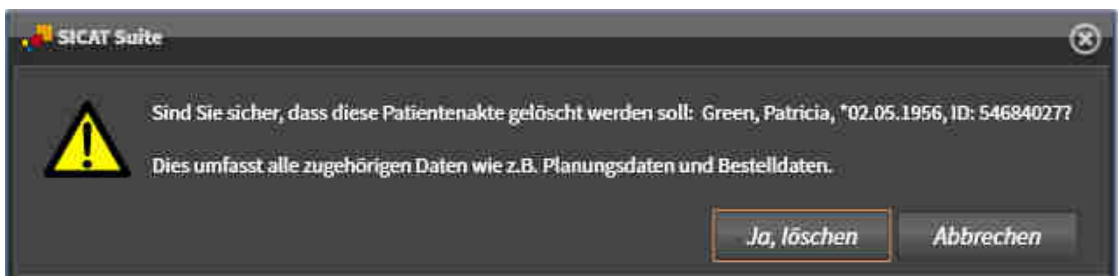 SICAT Suite
Sind Sie sicher, dass diese Patientenakte gelöscht werden soll: Green, Patricia, *02.05.1956, ID: 54684027?
Dies umfasst alle zugehörigen Daten wie z.B. Planungsdaten und Bestelldaten.
Ja, löschen Abbrechen